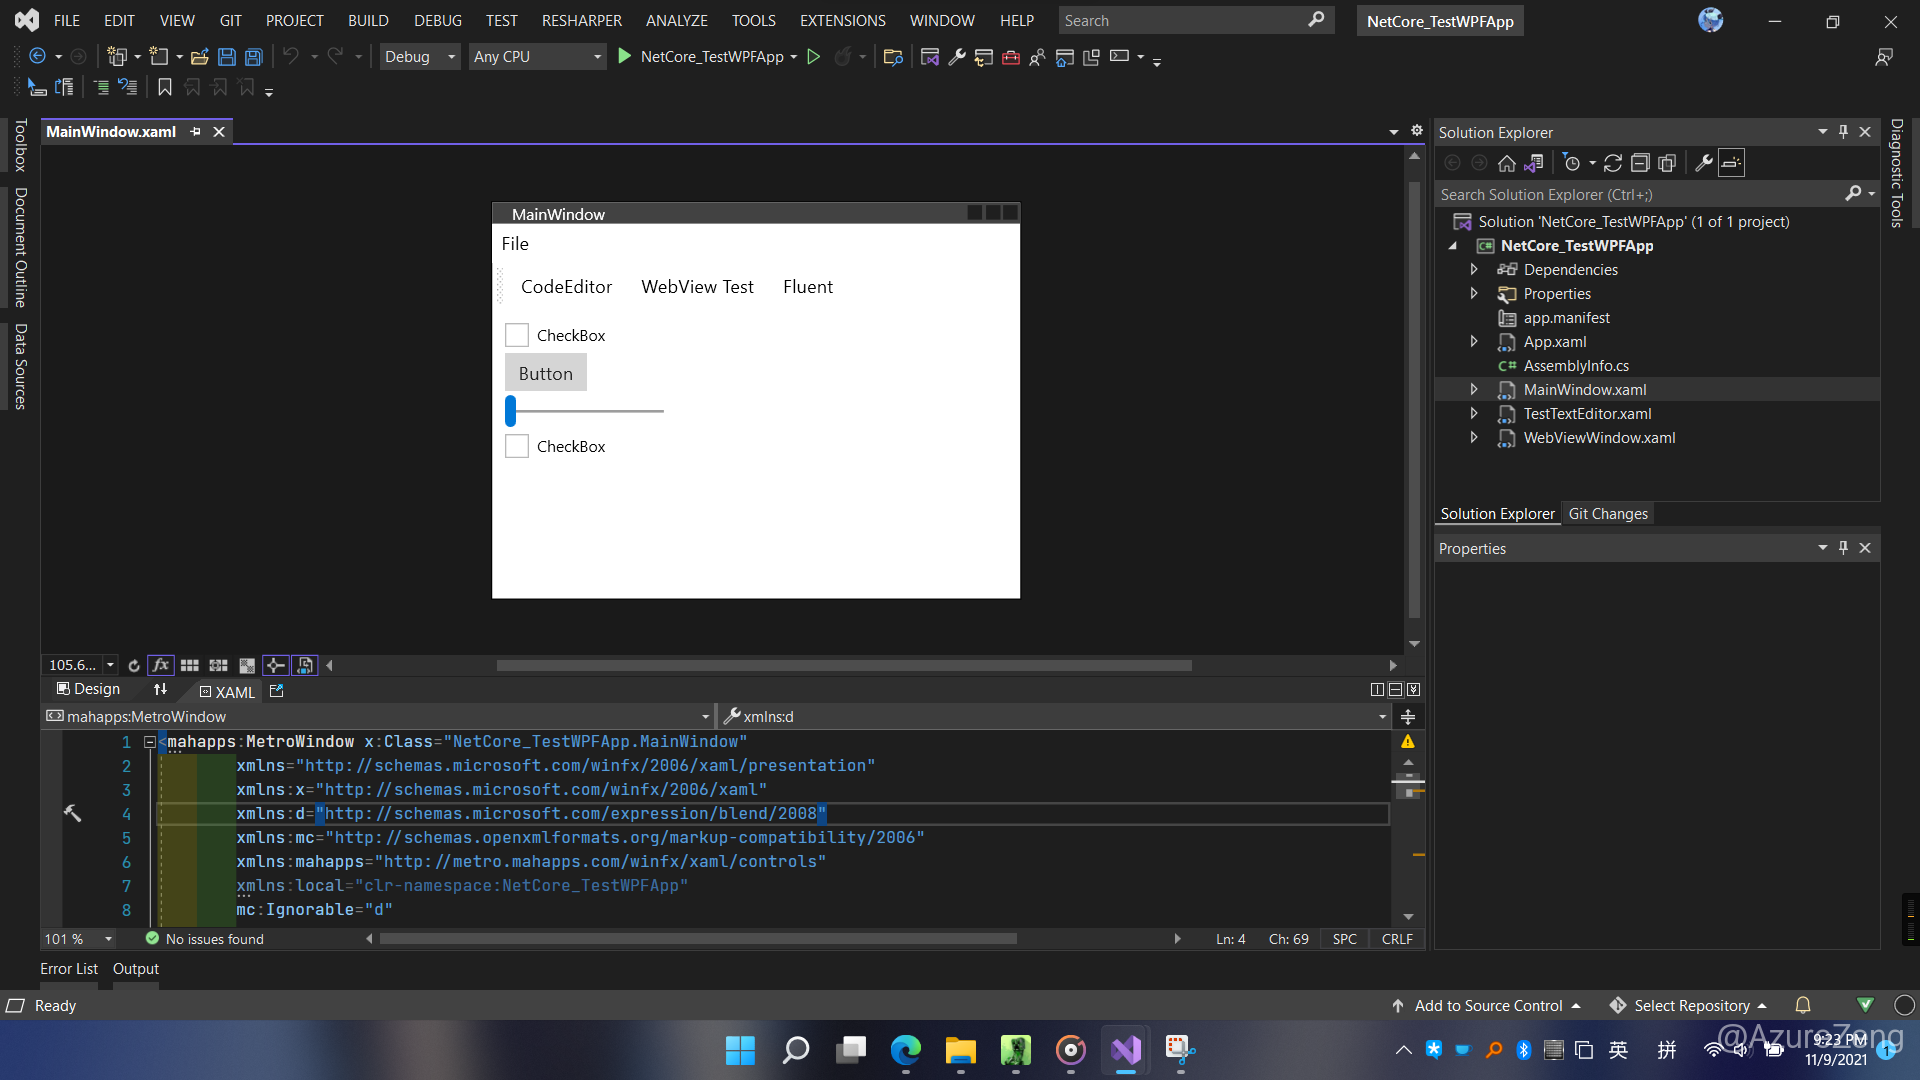 FILE EDIT VIEW GIT PROJECT BUILD DEBUG TEST RESHARPER ANALYZE TOOLS EXTENSIONS WINDOW HELP Search NetCore_TestWPFApp
Debug Any CPU NetCore_TestWPFApp
Toolbox
Document Outline
Data Sources
MainWindow.xaml
MainWindow
File
CodeEditor WebView Test Fluent
CheckBox
Button
CheckBox
105.6...
Design XAML
mahapps:MetroWindow xmlns:d
1 <mahapps:MetroWindow x:Class="NetCore_TestWPFApp.MainWindow"
2 xmlns="http://schemas.microsoft.com/winfx/2006/xaml/presentation"
3 xmlns:x="http://schemas.microsoft.com/winfx/2006/xaml"
4 xmlns:d="http://schemas.microsoft.com/expression/blend/2008"
5 xmlns:mc="http://schemas.openxmlformats.org/markup-compatibility/2006"
6 xmlns:mahapps="http://metro.mahapps.com/winfx/xaml/controls"
7 xmlns:local="clr-namespace:NetCore_TestWPFApp"
8 mc:Ignorable="d"
101 % No issues found Ln: 4 Ch: 69 SPC CRLF
Error List Output
Solution Explorer
Search Solution Explorer (Ctrl+;)
Solution 'NetCore_TestWPFApp' (1 of 1 project)
NetCore_TestWPFApp
Dependencies
Properties
app.manifest
App.xaml
C# AssemblyInfo.cs
MainWindow.xaml
TestTextEditor.xaml
WebViewWindow.xaml
Solution Explorer Git Changes
Properties
Diagnostic Tools
Ready Add to Source Control Select Repository
英 拼 9:23 PM
11/9/2021 1
@AzureZeng